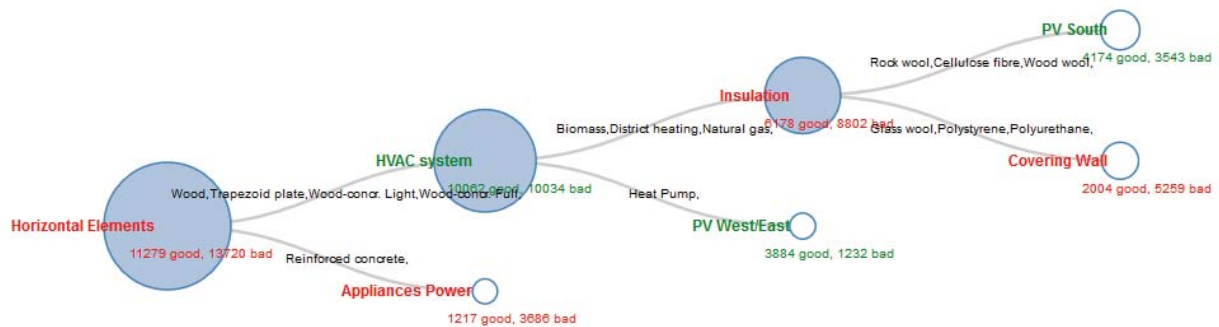 PV South
4174 good, 3543 bad
Rock wool,Cellulose fibre,Wood wool,
Insulation
6178 good, 8802 bad
Biomass,District heating,Natural gas,
Glass wool,Polystyrene,Polyurethane,
Covering Wall
2004 good, 5259 bad
HVAC system
10062 good, 10034 bad
Wood,Trapezoid plate,Wood-concr. Light,Wood-concr. Full,
Heat Pump,
PV West/East
3884 good, 1232 bad
Horizontal Elements
11279 good, 13720 bad
Reinforced concrete,
Appliances Power
1217 good, 3686 bad